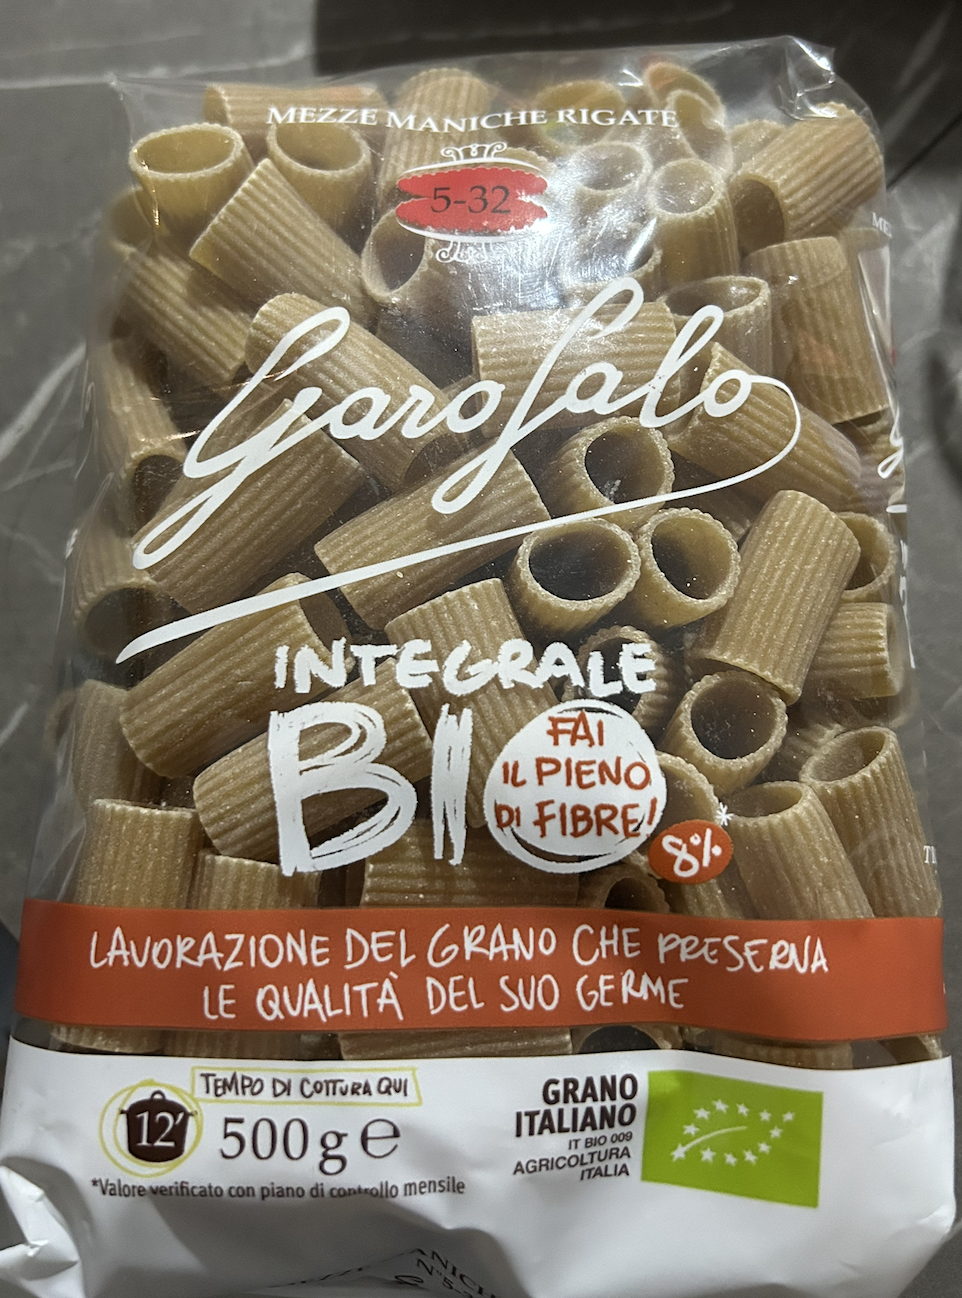 MEZZE MANICHE RIGATE
5-32
Garofalo
INTEGRALE
BIO
FAI
IL PIENO
DI FIBRE!
8%*
LAVORAZIONE DEL GRANO CHE PRESERVA
LE QUALITÀ DEL SUO GERME
TEMPO DI COTTURA QUI
12'
500 g e
*Valore verificato con piano di controllo mensile
GRANO
ITALIANO
IT BIO 009
AGRICOLTURA
ITALIA